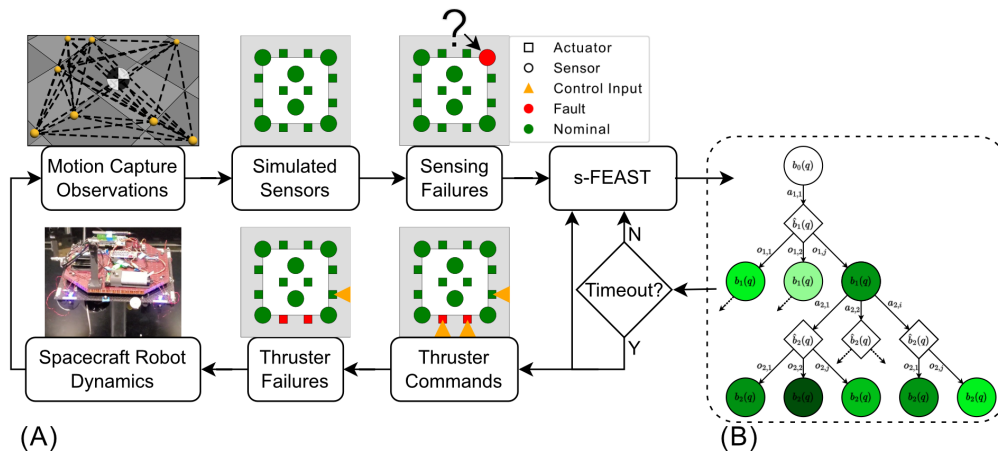 ?
Actuator
Sensor
Control Input
Fault
Nominal
Motion Capture
Observations
Simulated
Sensors
Sensing
Failures
s-FEAST
N
Timeout?
Y
Spacecraft Robot
Dynamics
Thruster
Failures
Thruster
Commands
(A)
b₀(q)
a₁,₁
b̂₁(q)
o₁,₁ o₁,₂ o₁,ⱼ
b₁(q) b₁(q) b₁(q)
a₂,₁ a₂,₂ a₂,ᵢ
b̂₂(q) b̂₂(q) b̂₂(q)
o₂,₁ o₂,₂ o₂,ⱼ o₂,₁ o₂,ⱼ
b₂(q) b₂(q) b₂(q) b₂(q) b₂(q)
(B)